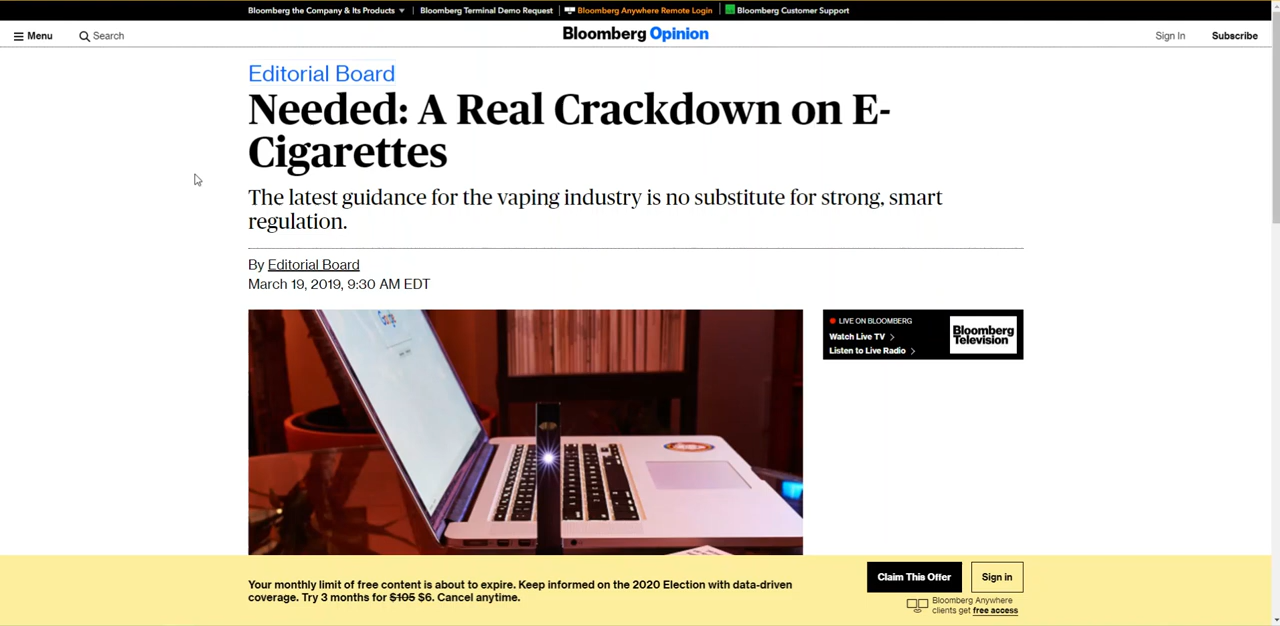 Bloomberg the Company & Its Products
Bloomberg Terminal Demo Request
Bloomberg Anywhere Remote Login
Bloomberg Customer Support
Menu
Search
Bloomberg Opinion
Sign In
Subscribe
Editorial Board
Needed: A Real Crackdown on E-
Cigarettes
The latest guidance for the vaping industry is no substitute for strong, smart
regulation.
By Editorial Board
March 19, 2019, 9:30 AM EDT
Google
LIVE ON BLOOMBERG
Watch Live TV
Listen to Live Radio
Bloomberg
Television
Your monthly limit of free content is about to expire. Keep informed on the 2020 Election with data-driven
coverage. Try 3 months for $105 $6. Cancel anytime.
Claim This Offer
Sign in
Bloomberg Anywhere
clients get free access